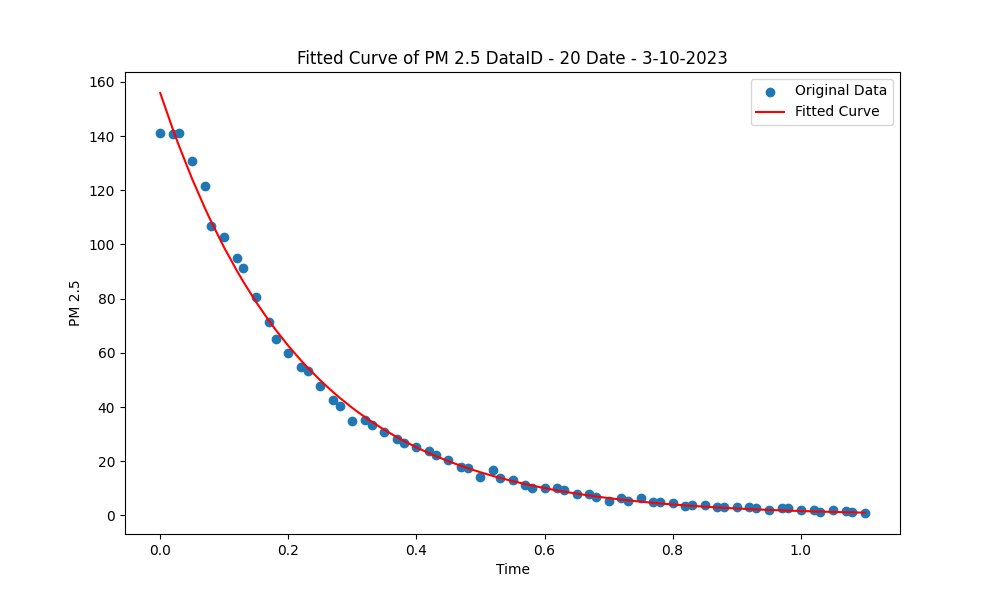 Fitted Curve of PM 2.5 DataID - 20 Date - 3-10-2023
Original Data
Fitted Curve
160
140
120
100
80
60
40
20
0
PM 2.5
0.0 0.2 0.4 0.6 0.8 1.0
Time